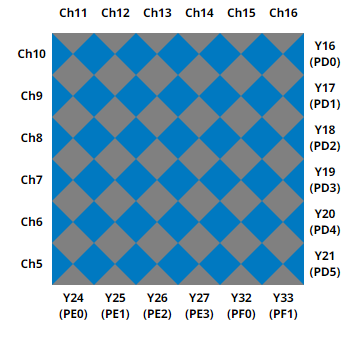 Ch11 Ch12 Ch13 Ch14 Ch15 Ch16
Ch10
Y16
(PD0)
Ch9
Y17
(PD1)
Ch8
Y18
(PD2)
Ch7
Y19
(PD3)
Ch6
Y20
(PD4)
Ch5
Y21
(PD5)
Y24 Y25 Y26 Y27 Y32 Y33
(PE0) (PE1) (PE2) (PE3) (PF0) (PF1)